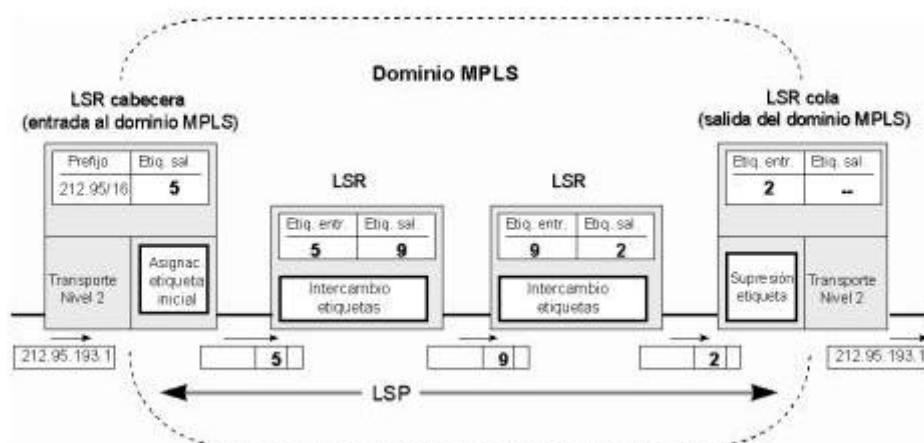 Dominio MPLS
LSR cabecera
(entrada al dominio MPLS)
Prefijo Etiq. sal
212.95/16 5
Transporte
Nivel 2
Asignac
etiqueta
inicial
LSR
Etiq. entr. Etiq. sal.
5 9
Intercambio
etiquetas
LSR
Etiq. entr. Etiq. sal.
9 2
Intercambio
etiquetas
LSR cola
(salida del dominio MPLS)
Etiq. entr. Etiq. sal
2 --
Supresión
etiqueta
Transporte
Nivel 2
212.95.193.1
5
9
2
212.95.193.1
LSP